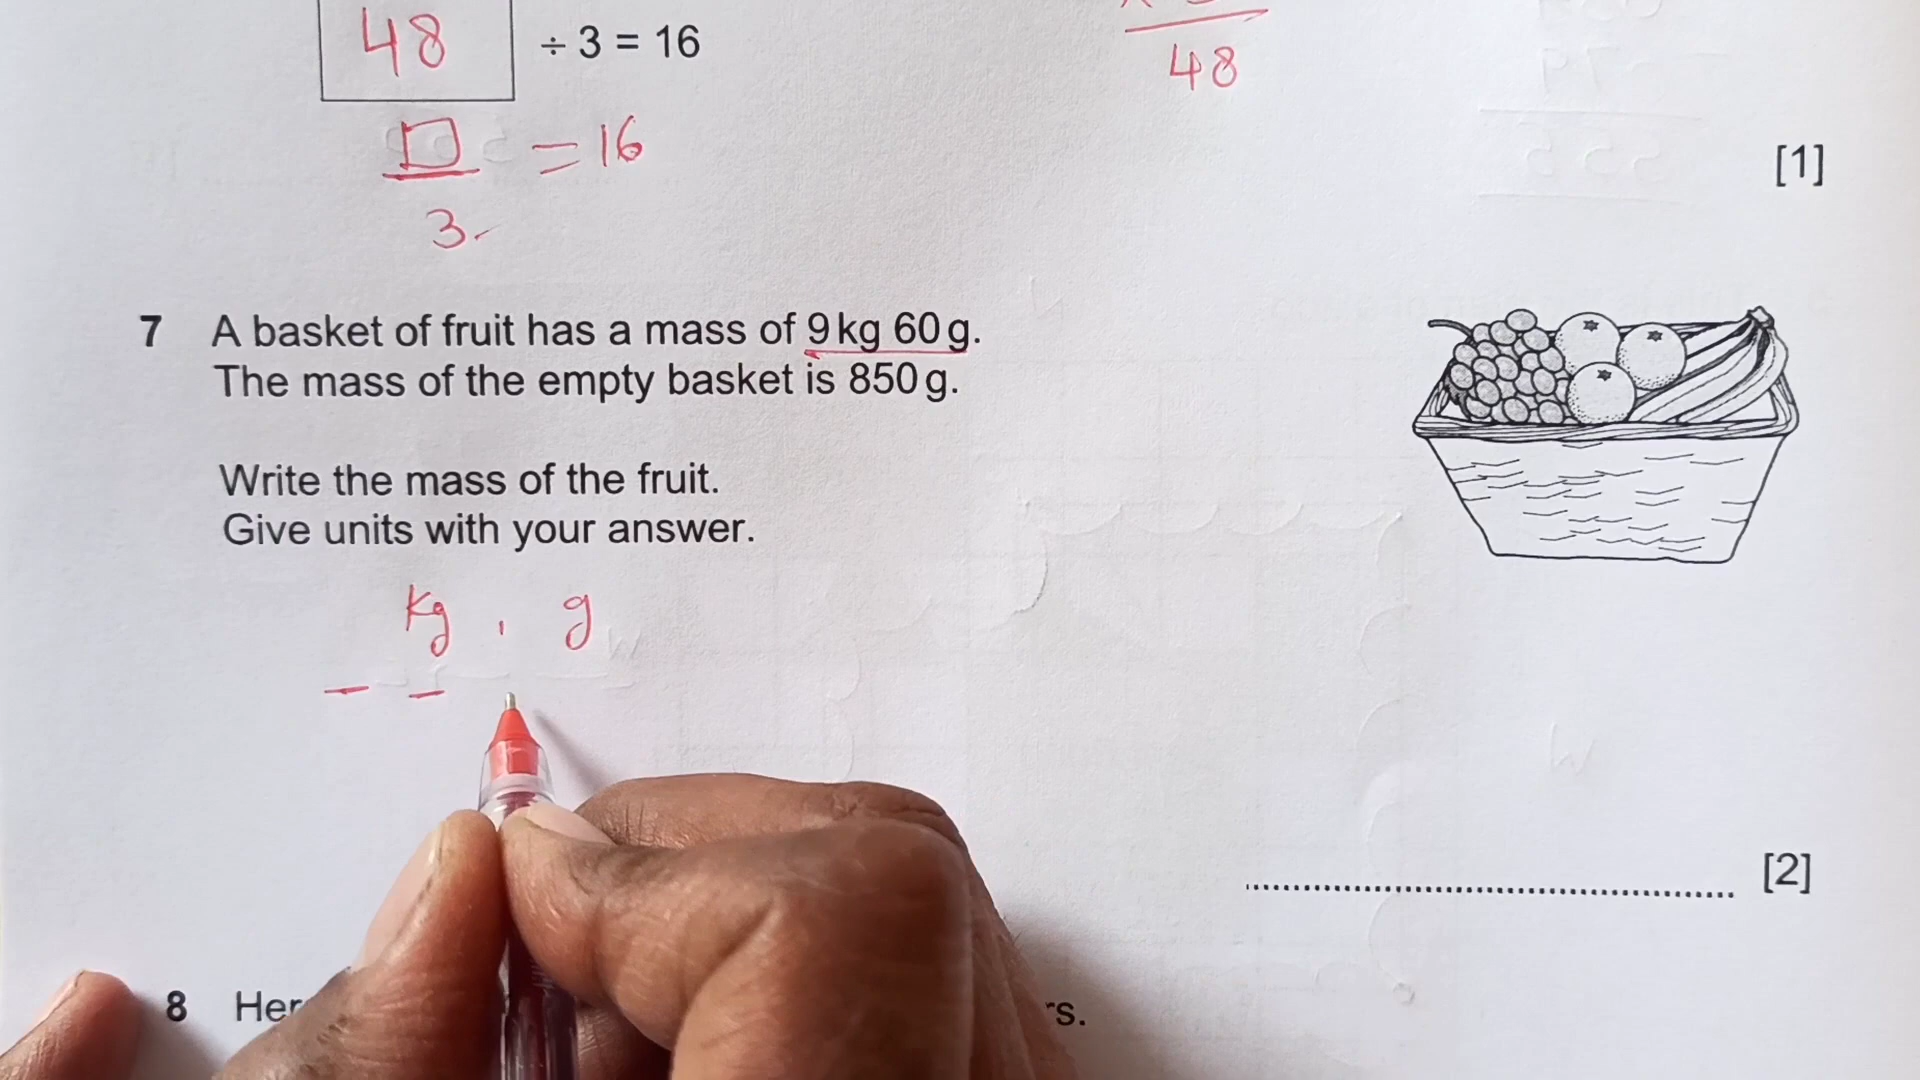 48 ÷ 3 = 16
48
□ = 16
3
[1]
7 A basket of fruit has a mass of 9 kg 60 g.
The mass of the empty basket is 850 g.
Write the mass of the fruit.
Give units with your answer.
kg . g
[2]
8